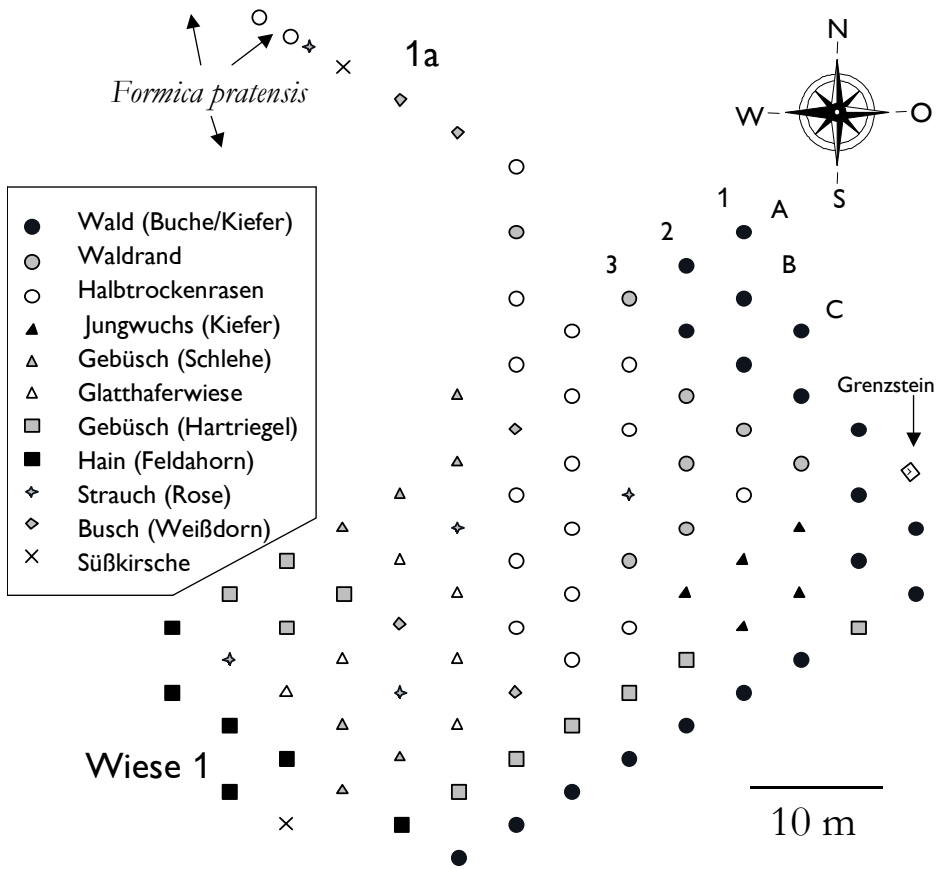 1a
N
W
O
S
Formica pratensis
1
A
2
B
3
C
Wald (Buche/Kiefer)
Waldrand
Halbtrockenrasen
Jungwuchs (Kiefer)
Gebüsch (Schlehe)
Glatthaferwiese
Gebüsch (Hartriegel)
Hain (Feldahorn)
Strauch (Rose)
Busch (Weißdorn)
Süßkirsche
Grenzstein
Wiese 1
10 m